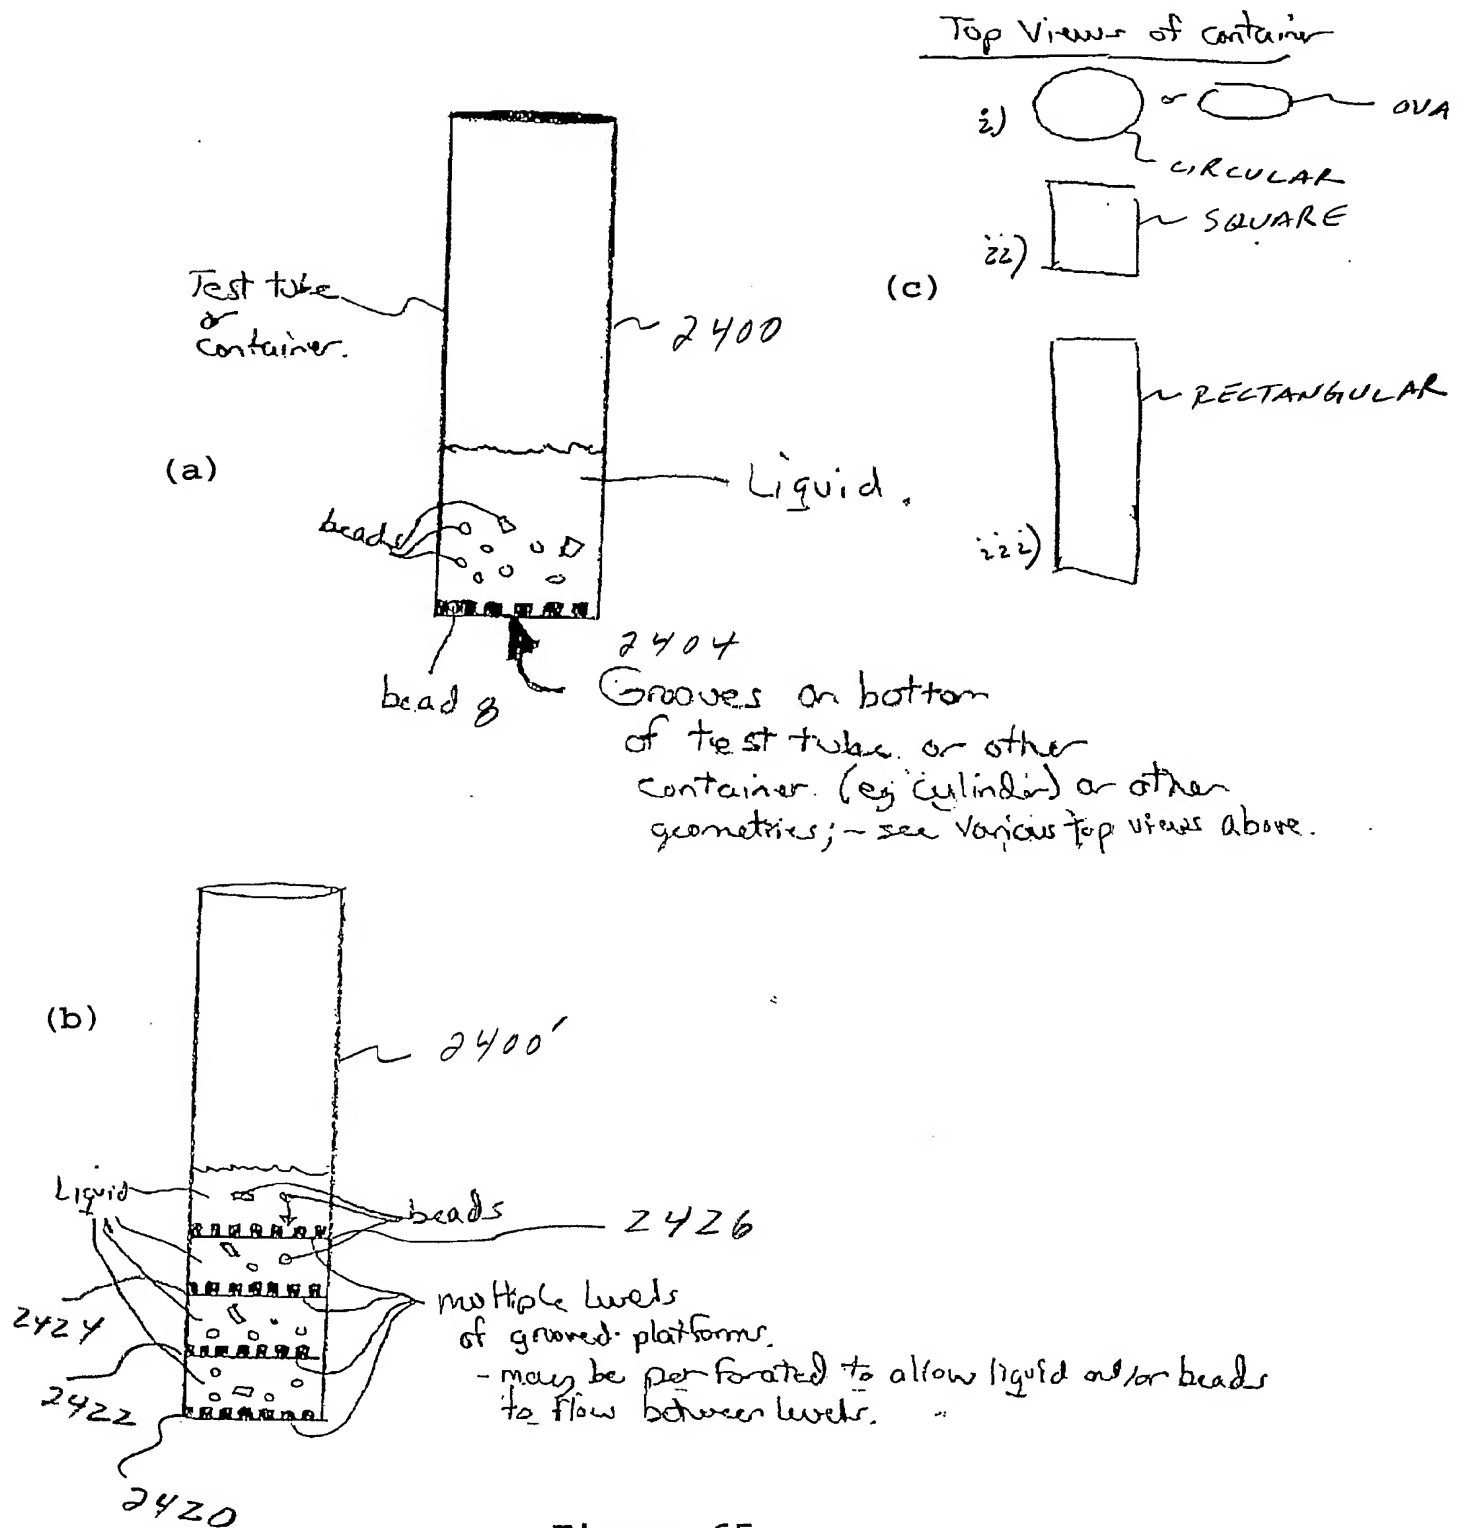 Top Views of container
i)
or
OVA
CIRCULAR
ii)
SQUARE
(c)
iii)
RECTANGULAR
Test tube
or
container.
2400
(a)
Liquid.
beads
bead 8
2404
Grooves on bottom
of test tube or other
container (eg cylinder) or other
geometries; - see various top views above.
(b)
2400'
Liquid
beads
2426
multiple levels
of grooved platforms.
- may be perforated to allow liquid and/or beads
to flow between levels.
2424
2422
2420